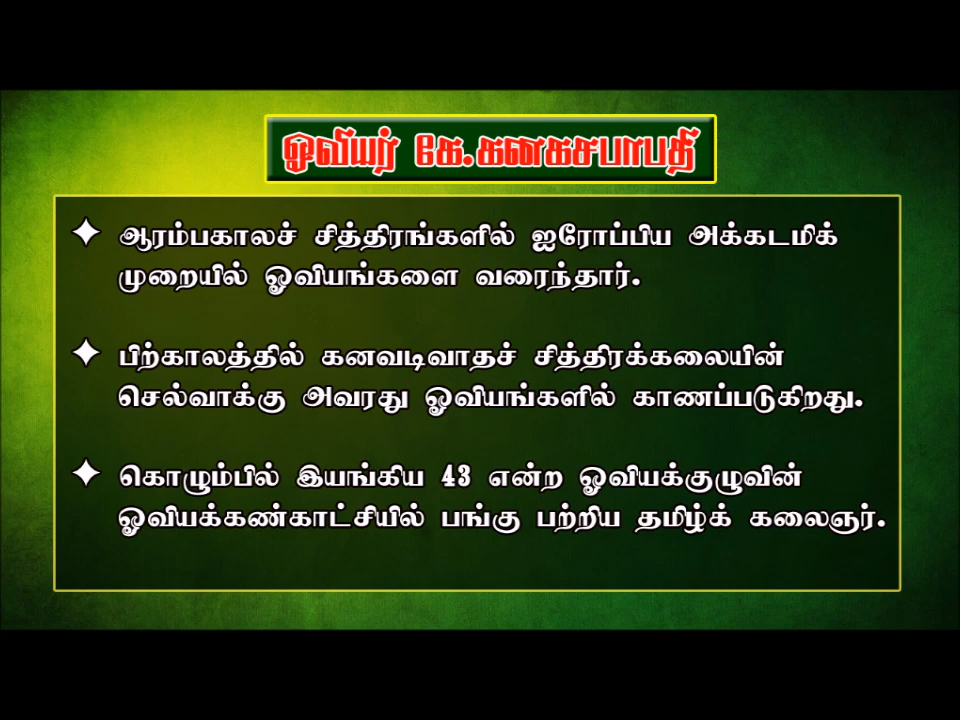 ஓவியர் கே.கனகசபாபதி
ஆரம்பகாலச் சித்திரங்களில் ஐரோப்பிய அக்கடமிக்
முறையில் ஓவியங்களை வரைந்தார்.
பிற்காலத்தில் கனவடிவாதச் சித்திரக்கலையின்
செல்வாக்கு அவரது ஓவியங்களில் காணப்படுகிறது.
கொழும்பில் இயங்கிய 43 என்ற ஓவியக்குழுவின்
ஓவியக்கண்காட்சியில் பங்கு பற்றிய தமிழ்க் கலைஞர்.